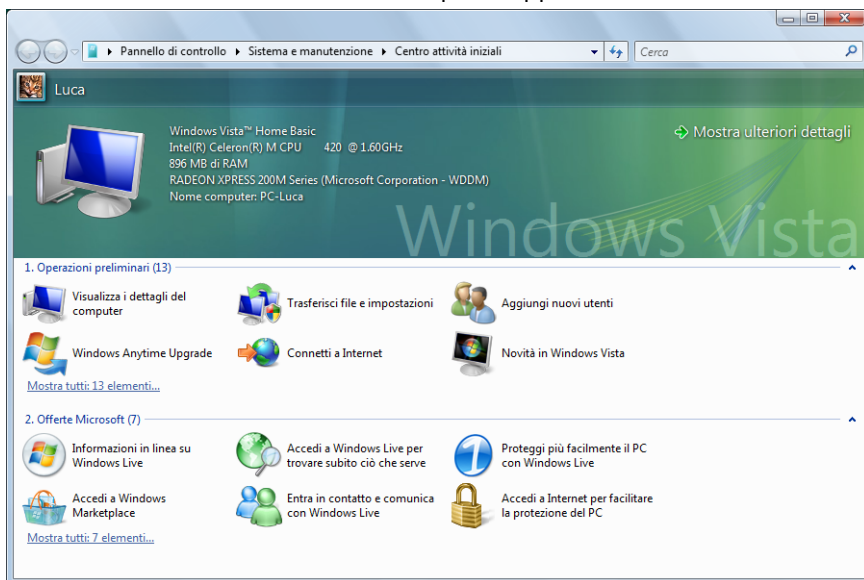 Pannello di controllo ▸ Sistema e manutenzione ▸ Centro attività iniziali
Cerca
Luca
Windows Vista™ Home Basic
Intel(R) Celeron(R) M CPU 420 @ 1.60GHz
896 MB di RAM
RADEON XPRESS 200M Series (Microsoft Corporation - WDDM)
Nome computer: PC-Luca
Mostra ulteriori dettagli
Windows Vista
1. Operazioni preliminari (13)
Visualizza i dettagli del
computer
Trasferisci file e impostazioni
Aggiungi nuovi utenti
Windows Anytime Upgrade
Connetti a Internet
Novità in Windows Vista
Mostra tutti: 13 elementi...
2. Offerte Microsoft (7)
Informazioni in linea su
Windows Live
Accedi a Windows Live per
trovare subito ciò che serve
Proteggi più facilmente il PC
con Windows Live
Accedi a Windows
Marketplace
Entra in contatto e comunica
con Windows Live
Accedi a Internet per facilitare
la protezione del PC
Mostra tutti: 7 elementi...